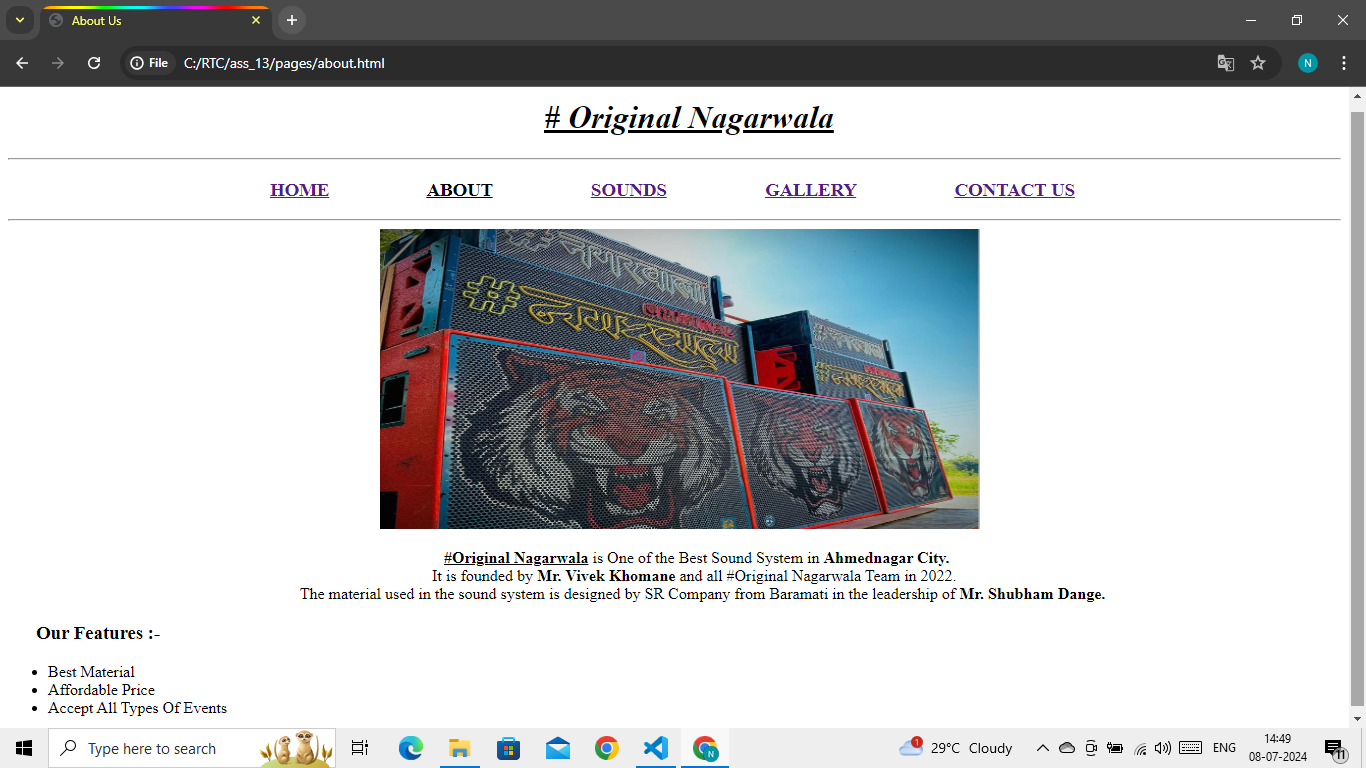 About Us
File C:/RTC/ass_13/pages/about.html
N
# Original Nagarwala
HOME ABOUT SOUNDS GALLERY CONTACT US
#नगरवाला
#नगरवाला
#Original Nagarwala is One of the Best Sound System in Ahmednagar City.
It is founded by Mr. Vivek Khomane and all #Original Nagarwala Team in 2022.
The material used in the sound system is designed by SR Company from Baramati in the leadership of Mr. Shubham Dange.
Our Features :-
Best Material
Affordable Price
Accept All Types Of Events
Type here to search
N
1
29°C Cloudy
ENG
14:49
08-07-2024
11